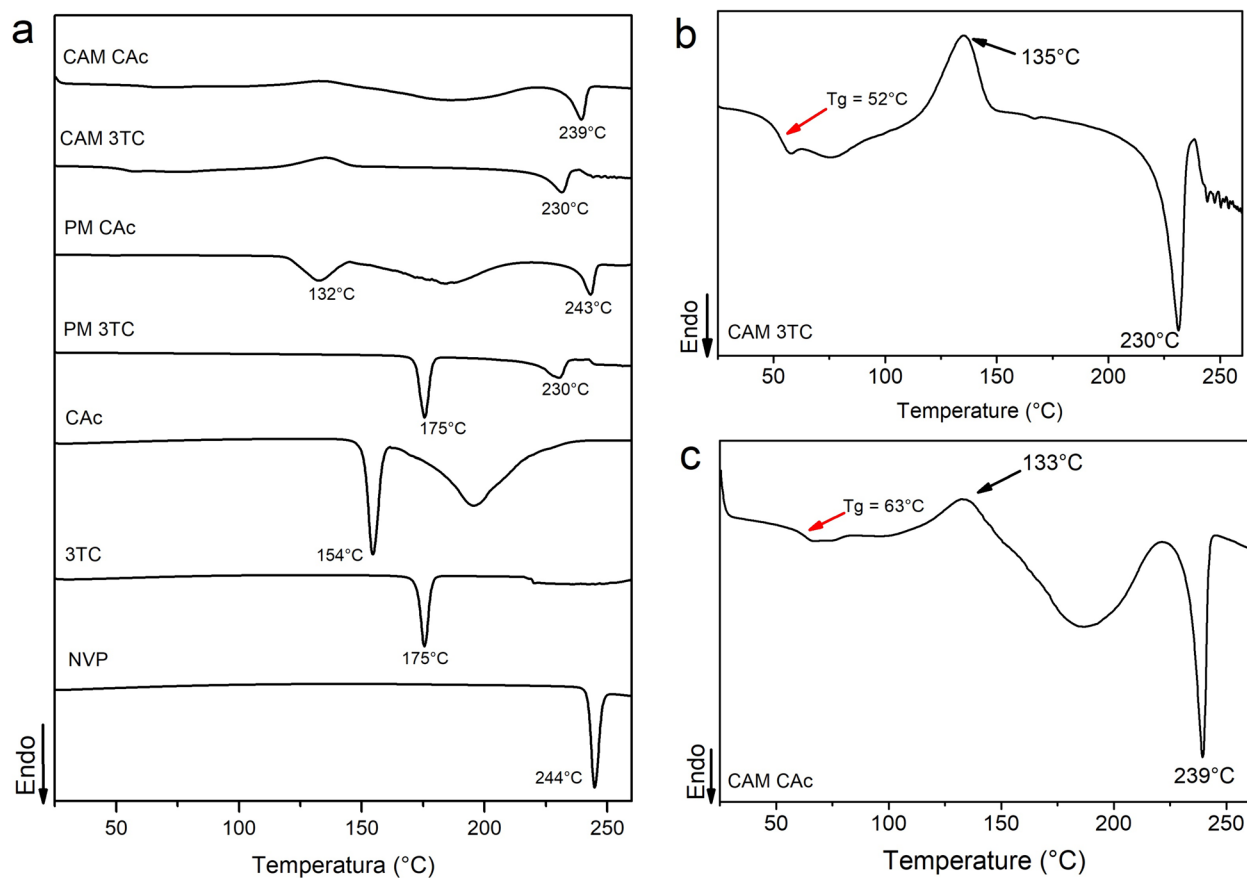 a
CAM CAc
239°C
CAM 3TC
230°C
PM CAc
132°C
243°C
PM 3TC
230°C
175°C
CAc
154°C
3TC
175°C
NVP
244°C
Endo
50
100
150
200
250
Temperatura (°C)
b
135°C
Tg = 52°C
Endo
CAM 3TC
230°C
50
100
150
200
250
Temperature (°C)
c
133°C
Tg = 63°C
Endo
CAM CAc
239°C
50
100
150
200
250
Temperature (°C)